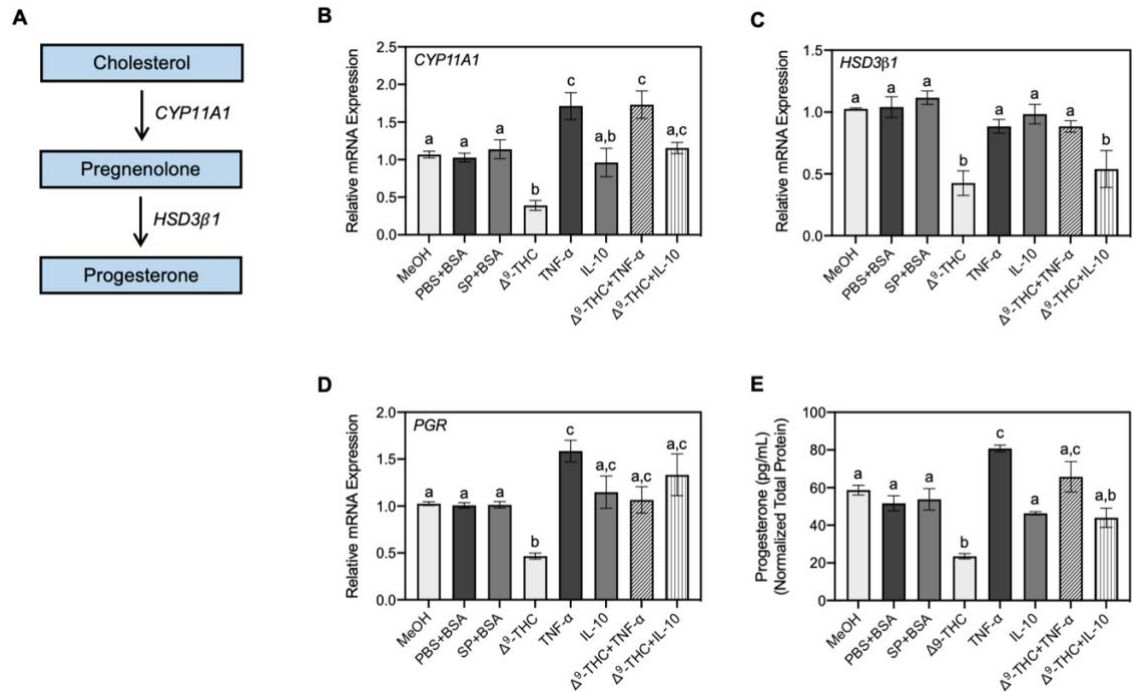 A
Cholesterol
CYP11A1
Pregnenolone
HSD3β1
Progesterone
B
CYP11A1
Relative mRNA Expression
2.5
2.0
1.5
1.0
0.5
0.0
a
a
a
b
c
a,b
c
a,c
MeOH
PBS+BSA
SP+BSA
Δ⁹-THC
TNF-α
IL-10
Δ⁹-THC+TNF-α
Δ⁹-THC+IL-10
C
HSD3β1
Relative mRNA Expression
1.5
1.0
0.5
0.0
a
a
a
b
a
a
a
b
MeOH
PBS+BSA
SP+BSA
Δ⁹-THC
TNF-α
IL-10
Δ⁹-THC+TNF-α
Δ⁹-THC+IL-10
D
PGR
Relative mRNA Expression
2.0
1.5
1.0
0.5
0.0
a
a
a
b
c
a,c
a,c
a,c
MeOH
PBS+BSA
SP+BSA
Δ⁹-THC
TNF-α
IL-10
Δ⁹-THC+TNF-α
Δ⁹-THC+IL-10
E
Progesterone (pg/mL)
(Normalized Total Protein)
100
80
60
40
20
0
a
a
a
b
c
a
a,c
a,b
MeOH
PBS+BSA
SP+BSA
Δ9-THC
TNF-α
IL-10
Δ⁹-THC+TNF-α
Δ⁹-THC+IL-10